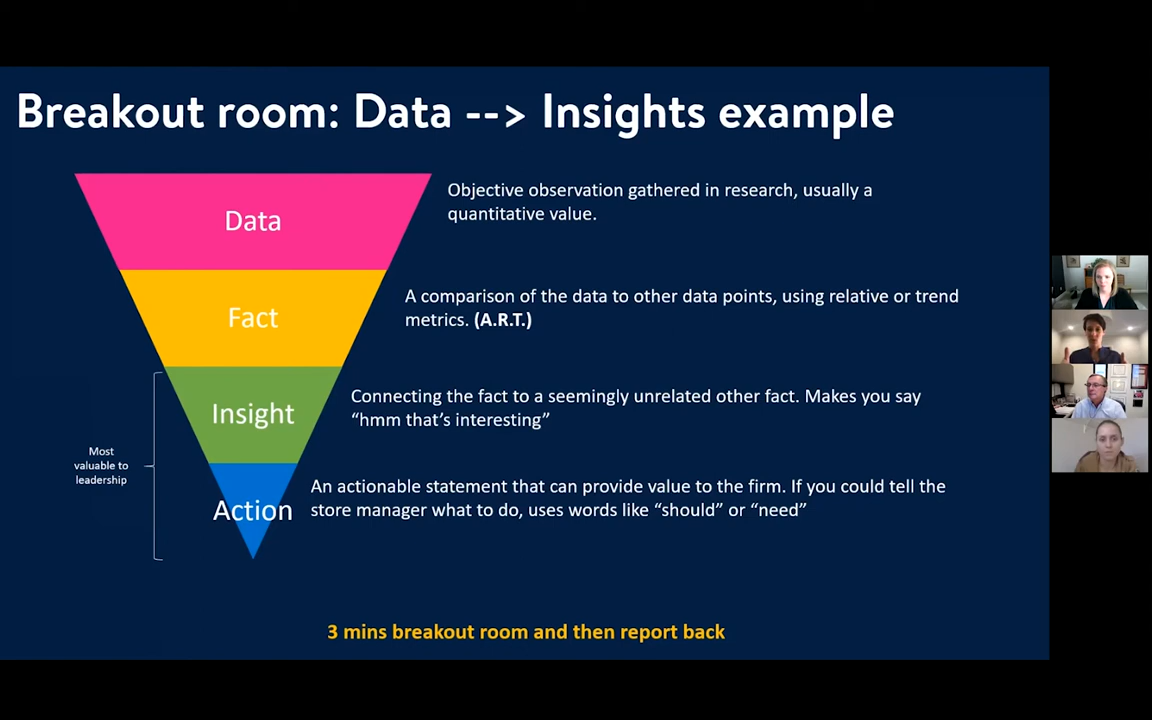 Breakout room: Data --> Insights example
Data
Objective observation gathered in research, usually a
quantitative value.
Fact
A comparison of the data to other data points, using relative or trend
metrics. (A.R.T.)
Insight
Connecting the fact to a seemingly unrelated other fact. Makes you say
“hmm that’s interesting”
Most
valuable to
leadership
Action
An actionable statement that can provide value to the firm. If you could tell the
store manager what to do, uses words like “should” or “need”
3 mins breakout room and then report back